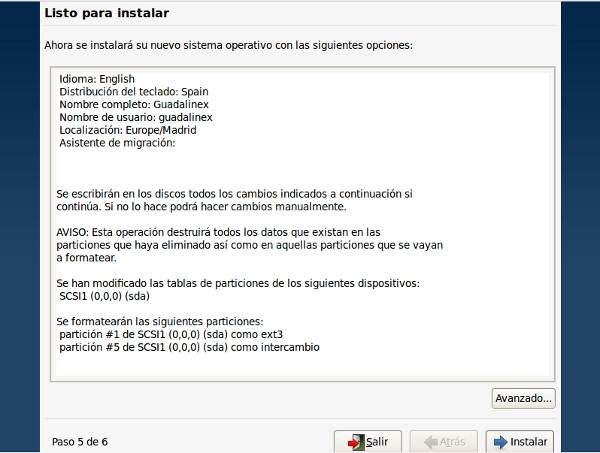 Listo para instalar
Ahora se instalará su nuevo sistema operativo con las siguientes opciones:
Idioma: English
Distribución del teclado: Spain
Nombre completo: Guadalinex
Nombre de usuario: guadalinex
Localización: Europe/Madrid
Asistente de migración:
Se escribirán en los discos todos los cambios indicados a continuación si
continúa. Si no lo hace podrá hacer cambios manualmente.
AVISO: Esta operación destruirá todos los datos que existan en las
particiones que haya eliminado así como en aquellas particiones que se vayan
a formatear.
Se han modificado las tablas de particiones de los siguientes dispositivos:
SCSI1 (0,0,0) (sda)
Se formatearán las siguientes particiones:
partición #1 de SCSI1 (0,0,0) (sda) como ext3
partición #5 de SCSI1 (0,0,0) (sda) como intercambio
Avanzado...
Paso 5 de 6
Salir
Atrás
Instalar